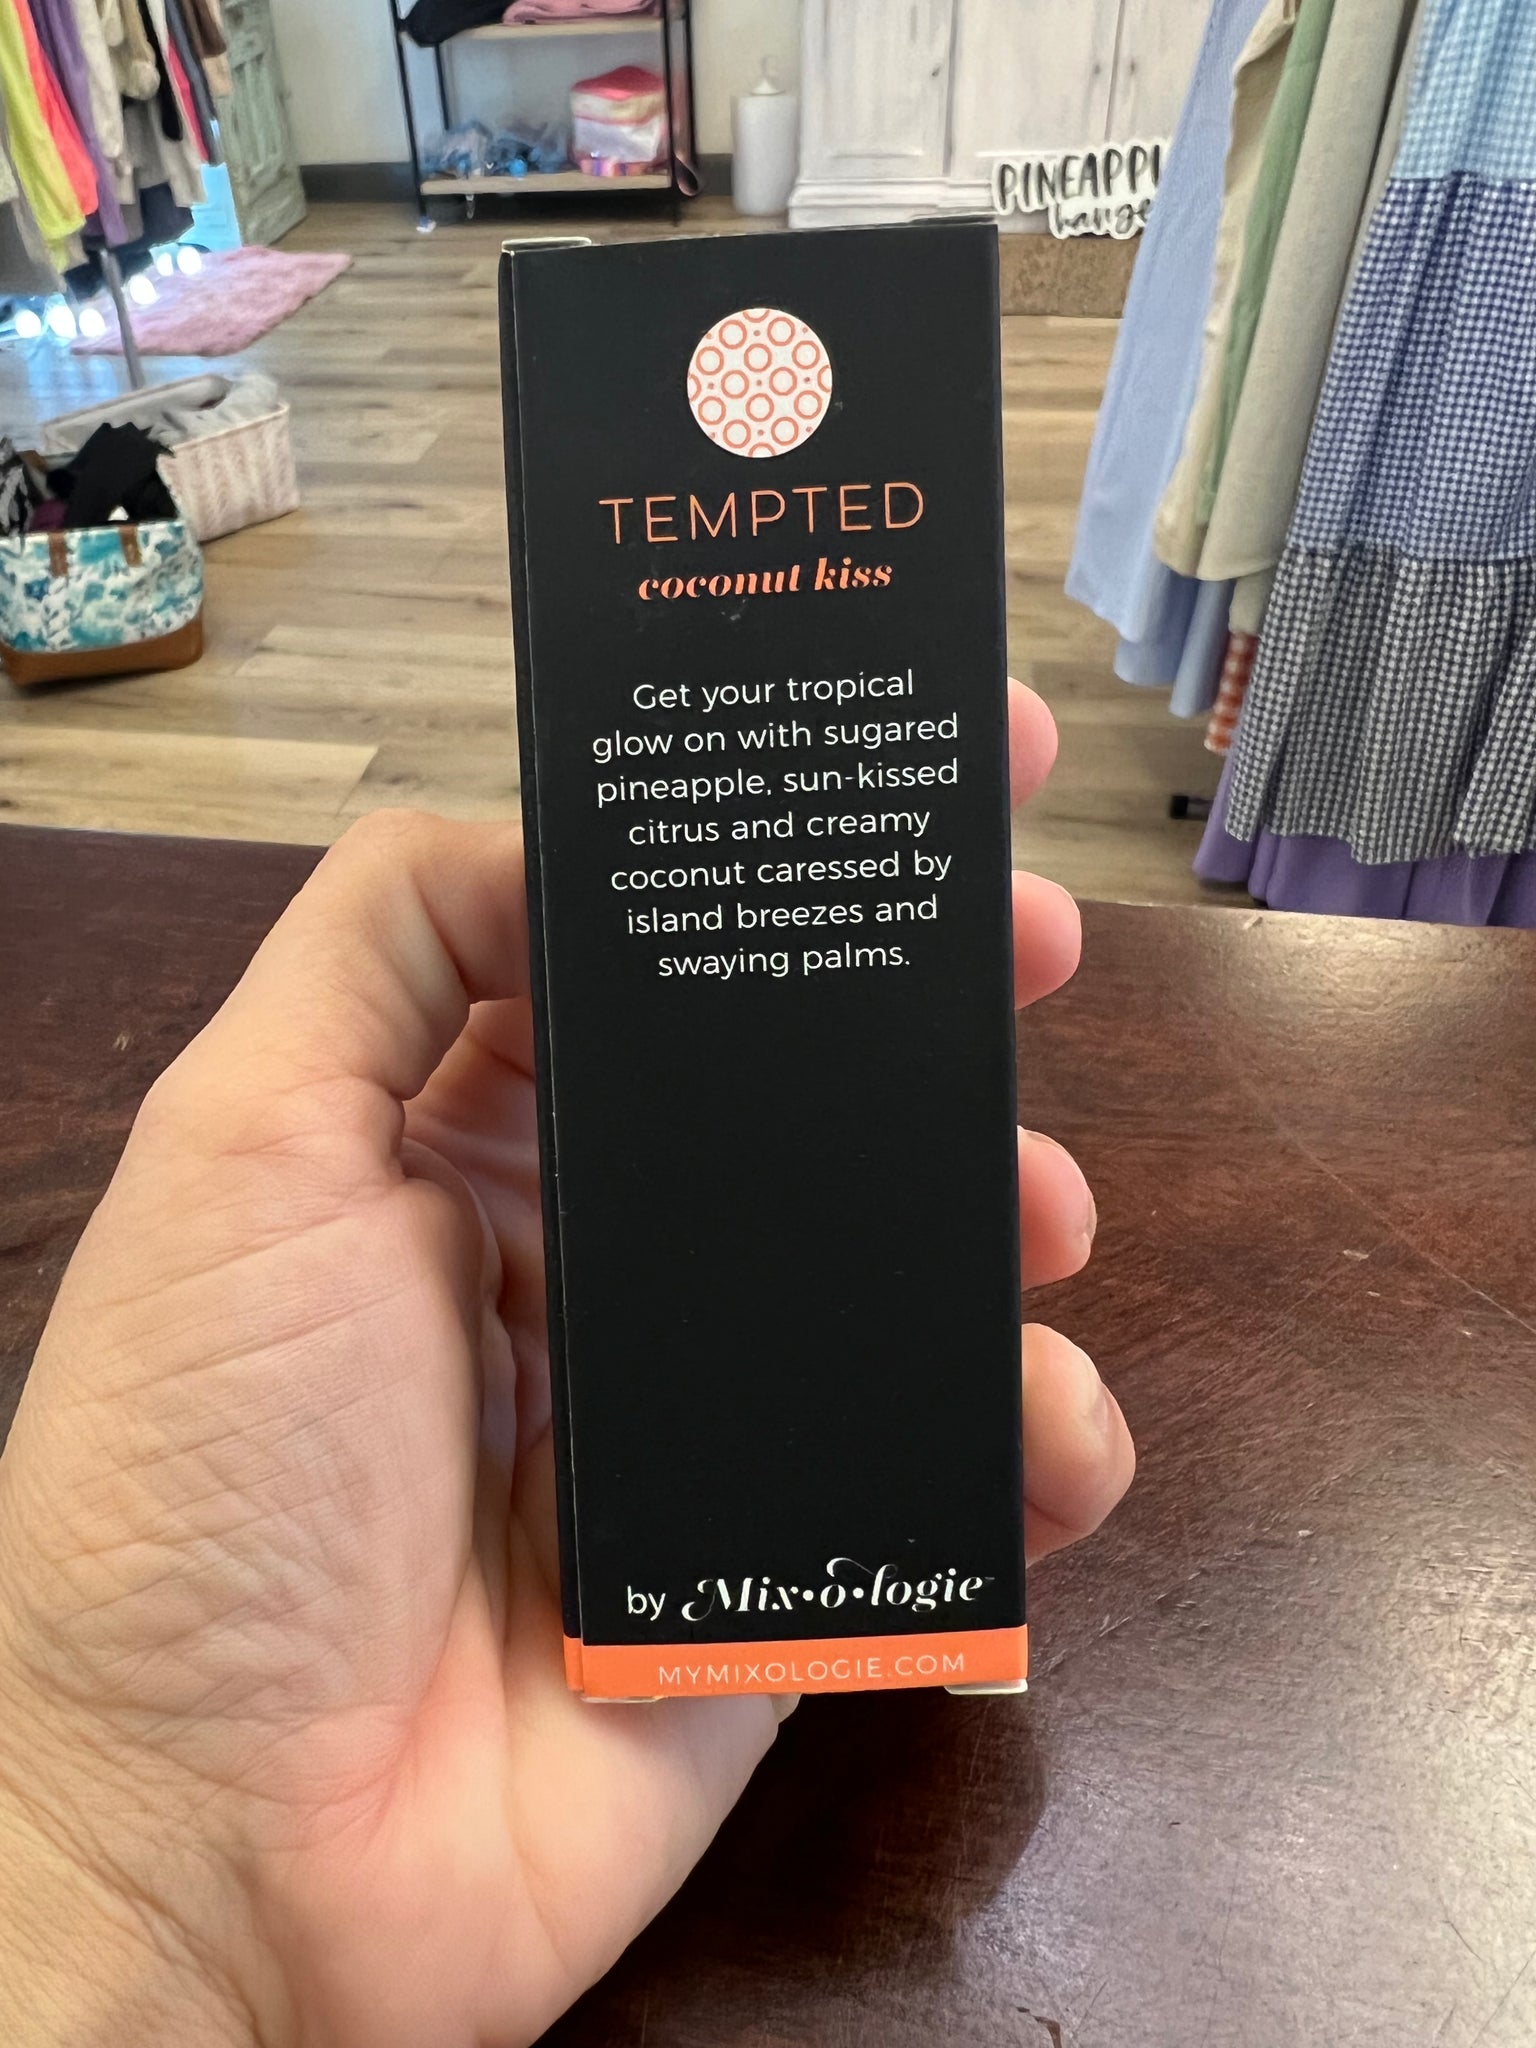 PINEAPPL
TEMPTED
coconut kiss
Get your tropical
glow on with sugared
pineapple, sun-kissed
citrus and creamy
coconut caressed by
island breezes and
swaying palms.
by Mix•o•logie
MYMIXOLOGIE.COM